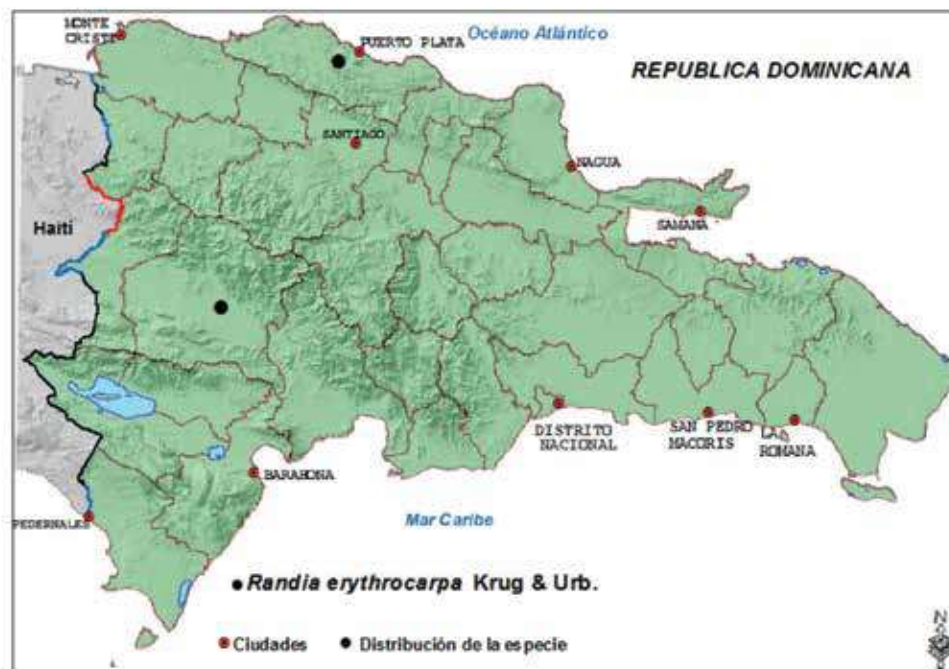 MONTE
CRISTI
PUERTO PLATA
Océano Atlántico
REPUBLICA DOMINICANA
SANTIAGO
NAGUA
SAMANA
Haití
DISTRITO
NACIONAL
SAN PEDRO
MACORIS
LA
ROMANA
BARAHONA
PEDERNALES
Mar Caribe
Randia erythrocarpa Krug & Urb.
Ciudades
Distribución de la especie
N